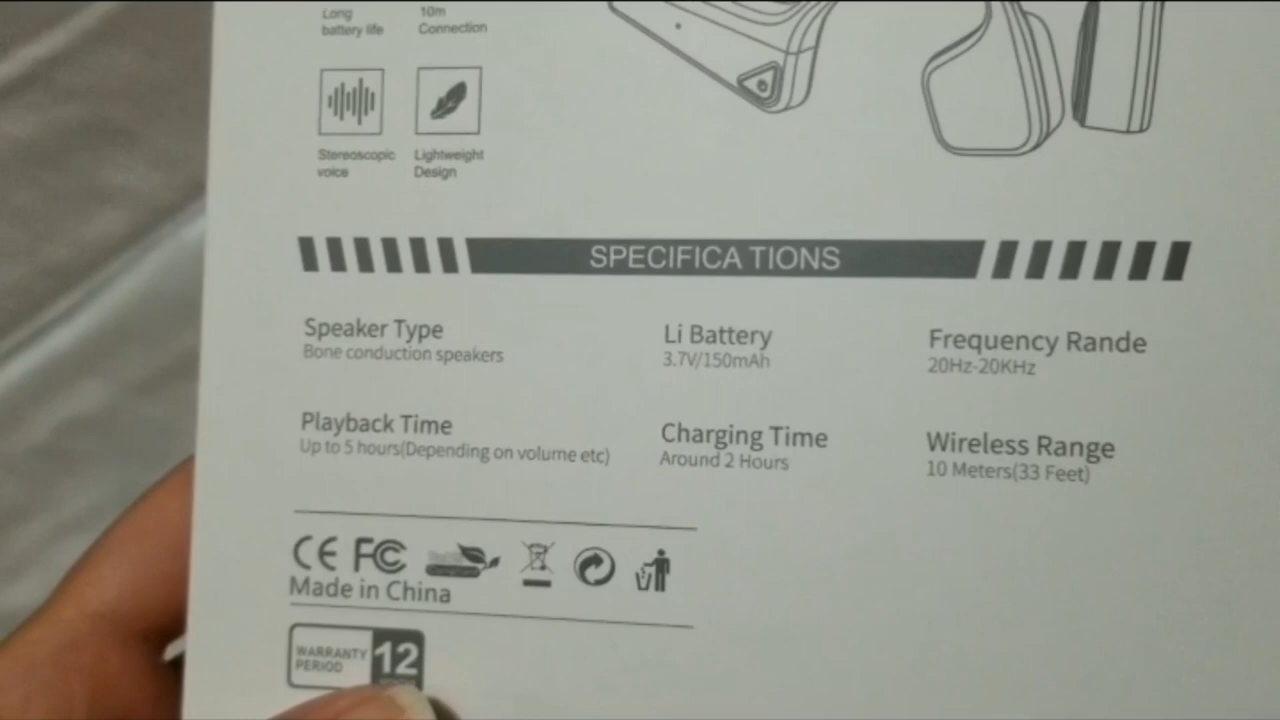 Long
battery life
10m
Connection
Stereoscopic
voice
Lightweight
Design
SPECIFICA TIONS
Speaker Type
Bone conduction speakers
Li Battery
3.7V/150mAh
Frequency Rande
20Hz-20KHz
Playback Time
Up to 5 hours(Depending on volume etc)
Charging Time
Around 2 Hours
Wireless Range
10 Meters(33 Feet)
CE FC
Made in China
WARRANTY
PERIOD
12